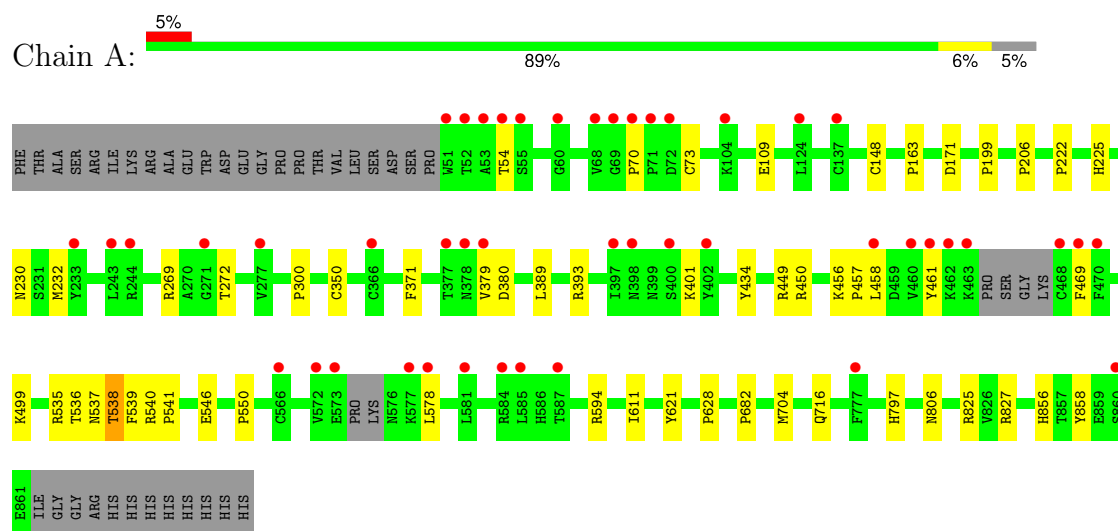 5%
Chain A:
89% 6% 5%
PHE THR ALA SER ARG ILE LYS ARG ALA GLU TRP ASP GLU GLY PRO PRO THR VAL LEU SER ASP SER PRO W51 T52 A53 T54 S55 G60 V68 G69 P70 P71 D72 C73 K104 E109 L124 C137 C148 P163 D171 P199 P206 P222 H225
N230 S231 M232 Y233 L243 R244 R269 A270 G271 T272 V277 P300 C350 C366 F371 T377 N378 V379 D380 L389 R393 I397 N398 N399 S400 K401 Y402 Y434 R449 R450 K456 P457 L458 D459 V460 Y461 K462 K463 PRO SER GLY LYS C468 F469 F470
K499 R535 T536 N537 T538 F539 R540 P541 E546 P550 C566 V572 E573 PRO LYS N576 K577 L578 L581 R584 L585 H586 T587 R594 I611 Y621 P628 P682 M704 Q716 F777 H797 N806 R825 V826 R827 H856 T857 Y858 E859 S860
E861 ILE GLY GLY ARG HIS HIS HIS HIS HIS HIS HIS HIS